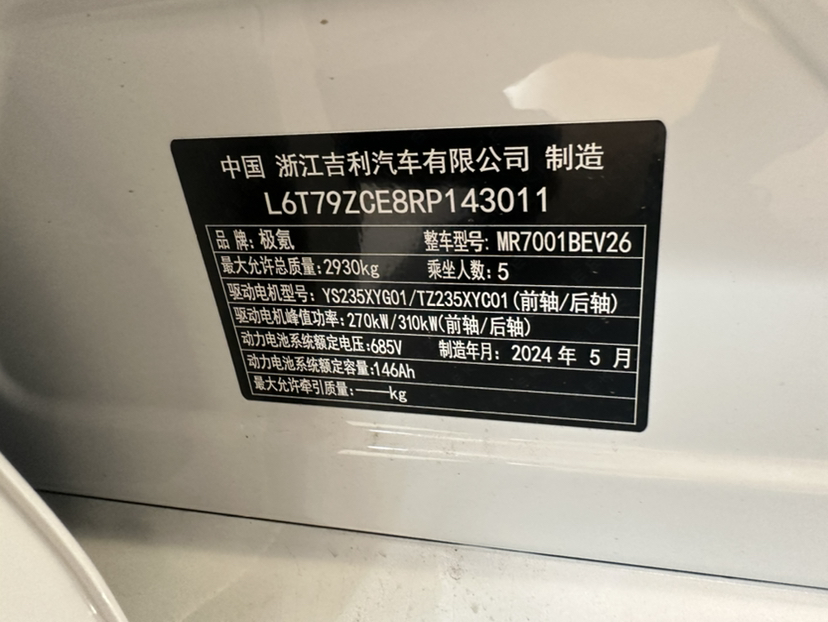 中国 浙江吉利汽车有限公司 制造
L6T79ZCE8RP143011
品 牌: 极氪 整车型号: MR7001BEV26
最大允许总质量:2930kg 乘坐人数: 5
驱动电机型号: YS235XYG01/TZ235XYC01(前轴/后轴)
驱动电机峰值功率:270kW/310kW(前轴/后轴)
动力电池系统额定电压:685V 制造年月: 2024 年 5 月
动力电池系统额定容量:146Ah
最大允许牵引质量:——kg